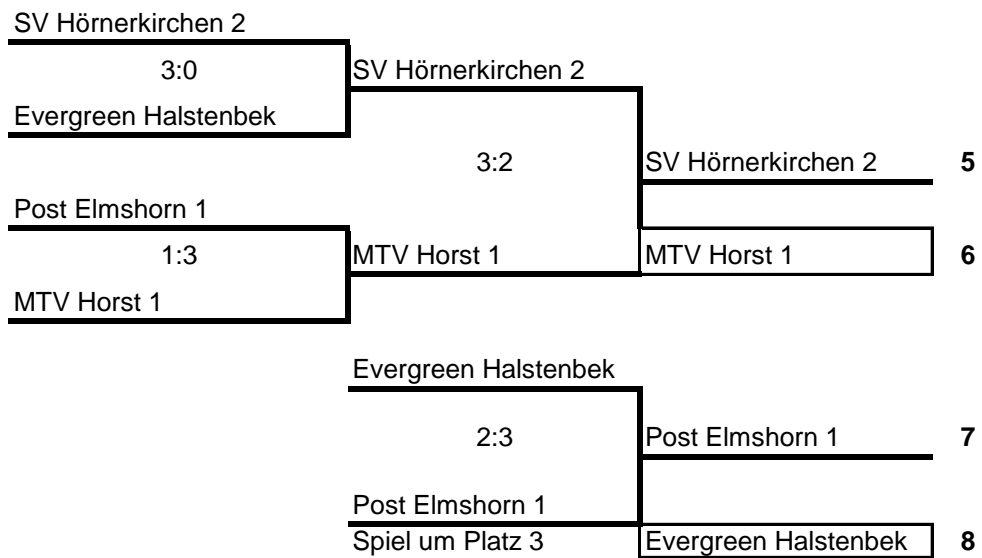 SV Hörnerkirchen 2
3:0 SV Hörnerkirchen 2
Evergreen Halstenbek
3:2 SV Hörnerkirchen 2 5
Post Elmshorn 1
1:3 MTV Horst 1 MTV Horst 1 6
MTV Horst 1
Evergreen Halstenbek
2:3 Post Elmshorn 1 7
Post Elmshorn 1
Spiel um Platz 3 Evergreen Halstenbek 8